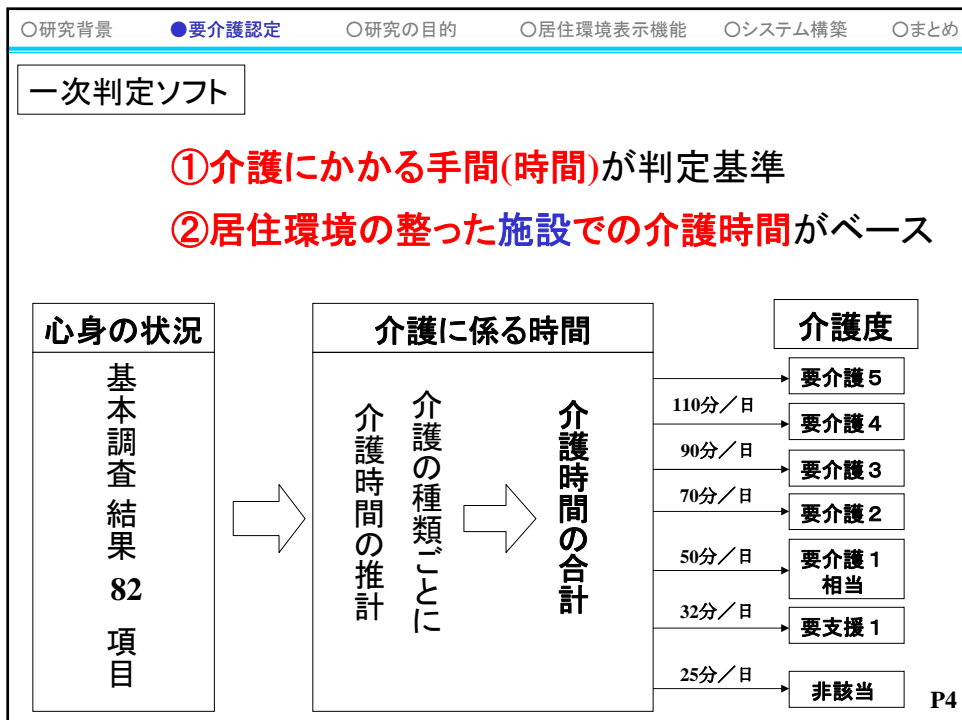 ○研究背景 ●要介護認定 ○研究の目的 ○居住環境表示機能 ○システム構築 ○まとめ
一次判定ソフト
①介護にかかる手間(時間)が判定基準
②居住環境の整った施設での介護時間がベース
心身の状況
基本調査結果82項目
介護に係る時間
介護の種類ごとに
介護時間の推計
介護時間の合計
介護度
要介護5
110分/日
要介護4
90分/日
要介護3
70分/日
要介護2
50分/日
要介護1
相当
32分/日
要支援1
25分/日
非該当
P4